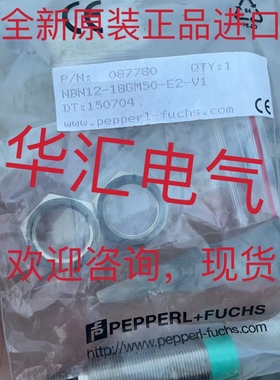 全新原装正品进口
P/N: 087780 QTY:1
NBN12-18GM50-E2-V1
DT:150704
www.pepperl-fuchs.com
CE
华汇电气
欢迎咨询，现货
PEPPERL+FUCHS
http://www.pepperl-fuchs.com